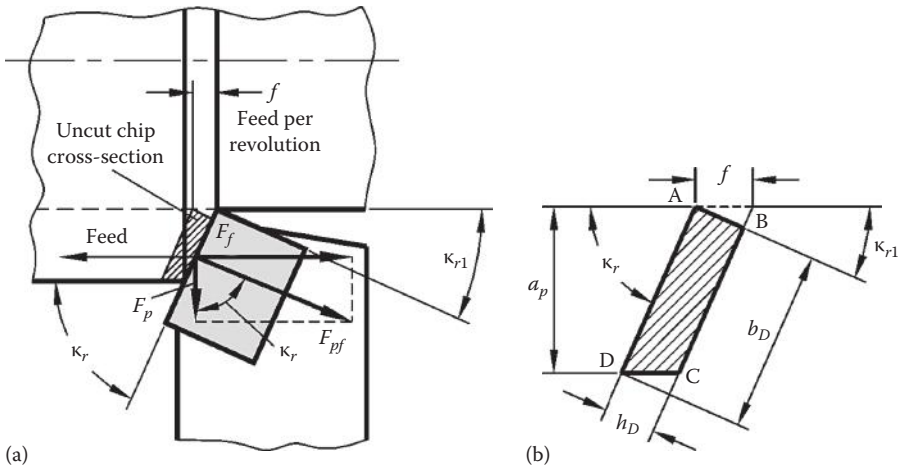 f
Feed per
revolution
Uncut chip
cross-section
Feed
F_f
F_p
κ_r
F_pf
κ_r
κ_r1
(a)
f
A
B
κ_r
κ_r1
a_p
b_D
D
C
h_D
(b)